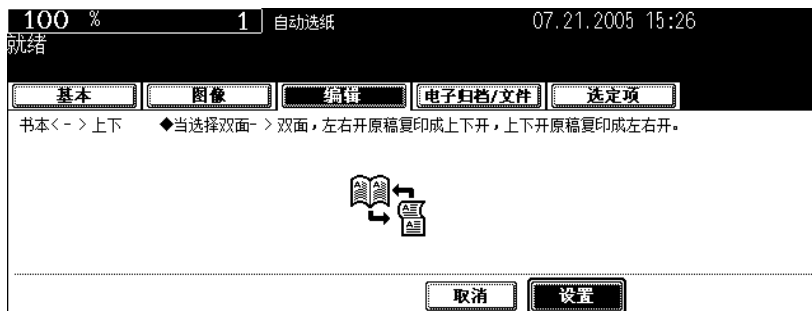 100 % 1 自动选纸 07.21.2005 15:26
就绪
基本 图像 编辑 电子归档/文件 选定项
书本<->上下 ◆当选择双面->双面，左右开原稿复印成上下开，上下开原稿复印成左右开。
取消 设置